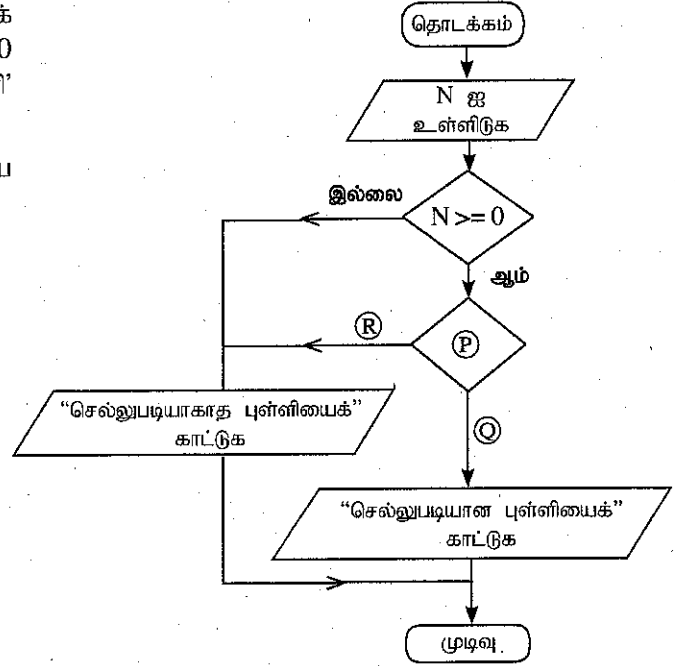 தொடக்கம்
N ஐ
உள்ளிடுக
இல்லை
N >= 0
ஆம்
R
P
"செல்லுபடியாகாத புள்ளியைக்"
காட்டுக
Q
"செல்லுபடியான புள்ளியைக்"
காட்டுக
முடிவு